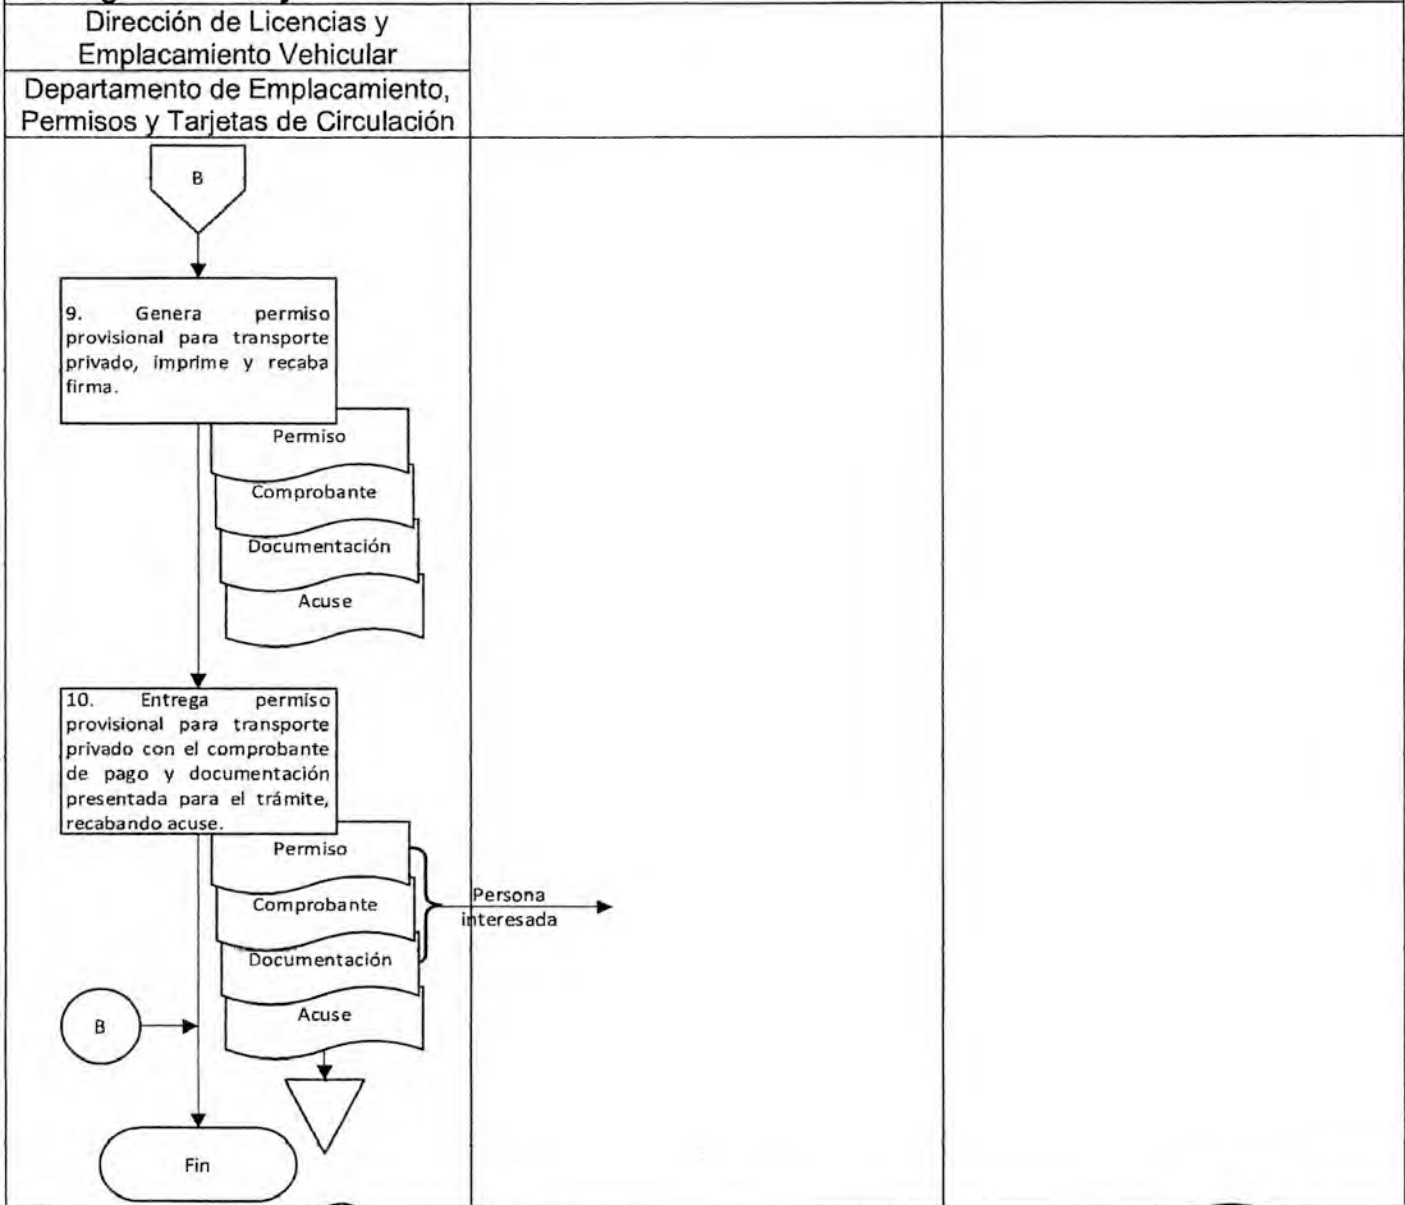 Dirección de Licencias y
Emplacamiento Vehicular
Departamento de Emplacamiento,
Permisos y Tarjetas de Circulación
B
9. Genera permiso
provisional para transporte
privado, imprime y recaba
firma.
Permiso
Comprobante
Documentación
Acuse
10. Entrega permiso
provisional para transporte
privado con el comprobante
de pago y documentación
presentada para el trámite,
recabando acuse.
Permiso
Comprobante
Persona
interesada
Documentación
Acuse
B
Fin